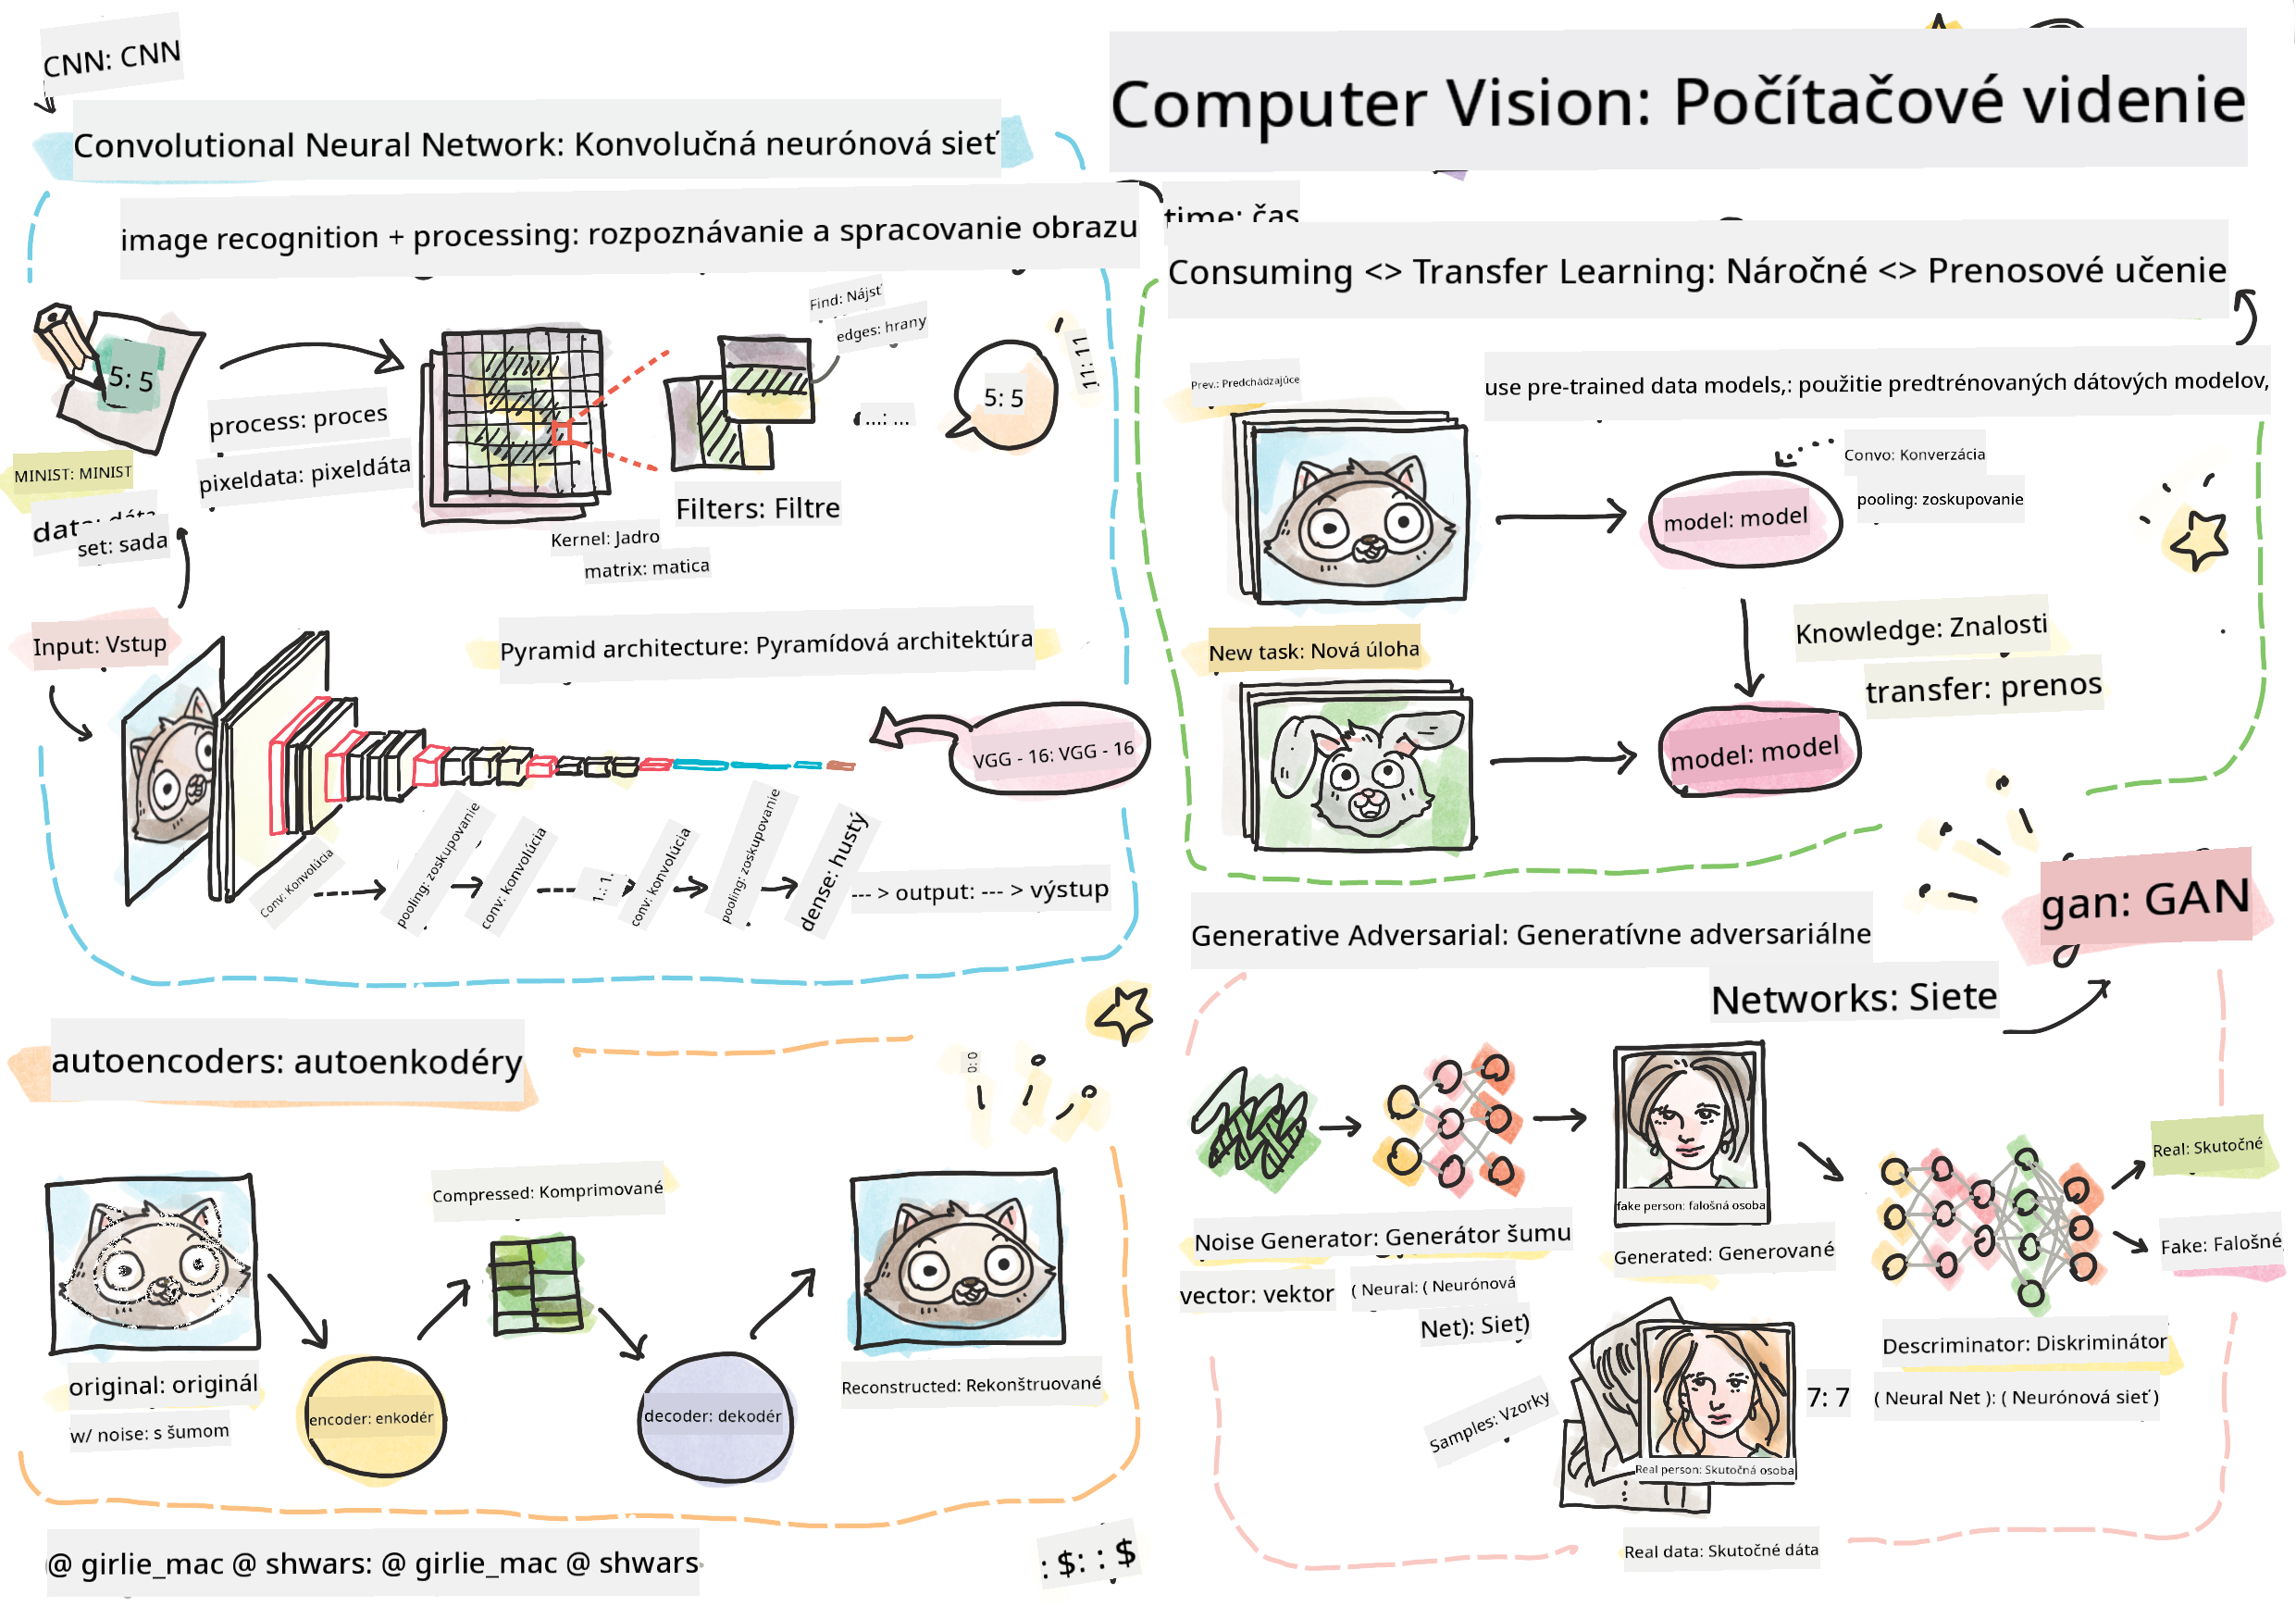 CNN: CNN
Convolutional Neural Network: Konvolučná neurónová sieť
image recognition + processing: rozpoznávanie a spracovanie obrazu
Find: Nájsť
edges: hrany
5: 5
process: proces
pixeldata: pixeldáta
MINIST: MINIST
data: dáta
set: sada
Filters: Filtre
Kernel: Jadro
matrix: matica
...: ...
5: 5
11: 11
Input: Vstup
Pyramid architecture: Pyramídová architektúra
VGG - 16: VGG - 16
Conv: Konvolúcia
pooling: zoskupovanie
conv: konvolúcia
1.: 1.
conv: konvolúcia
pooling: zoskupovanie
dense: hustý
--- > output: --- > výstup
Computer Vision: Počítačové videnie
time: čas
Consuming <> Transfer Learning: Náročné <> Prenosové učenie
use pre-trained data models,: použitie predtrénovaných dátových modelov,
Prev.: Predchádzajúce
Convo: Konverzácia
pooling: zoskupovanie
model: model
New task: Nová úloha
Knowledge: Znalosti
transfer: prenos
model: model
gan: GAN
Generative Adversarial: Generatívne adversariálne
Networks: Siete
autoencoders: autoenkodéry
0: 0
Compressed: Komprimované
original: originál
w/ noise: s šumom
encoder: enkodér
decoder: dekodér
Reconstructed: Rekonštruované
Noise Generator: Generátor šumu
vector: vektor
( Neural: ( Neurónová
Net): Sieť)
fake person: falošná osoba
Generated: Generované
Real: Skutočné
Fake: Falošné
Descriminator: Diskriminátor
( Neural Net ): ( Neurónová sieť )
7: 7
Samples: Vzorky
Real person: Skutočná osoba
Real data: Skutočné dáta
@ girlie_mac @ shwars: @ girlie_mac @ shwars
: $: : $